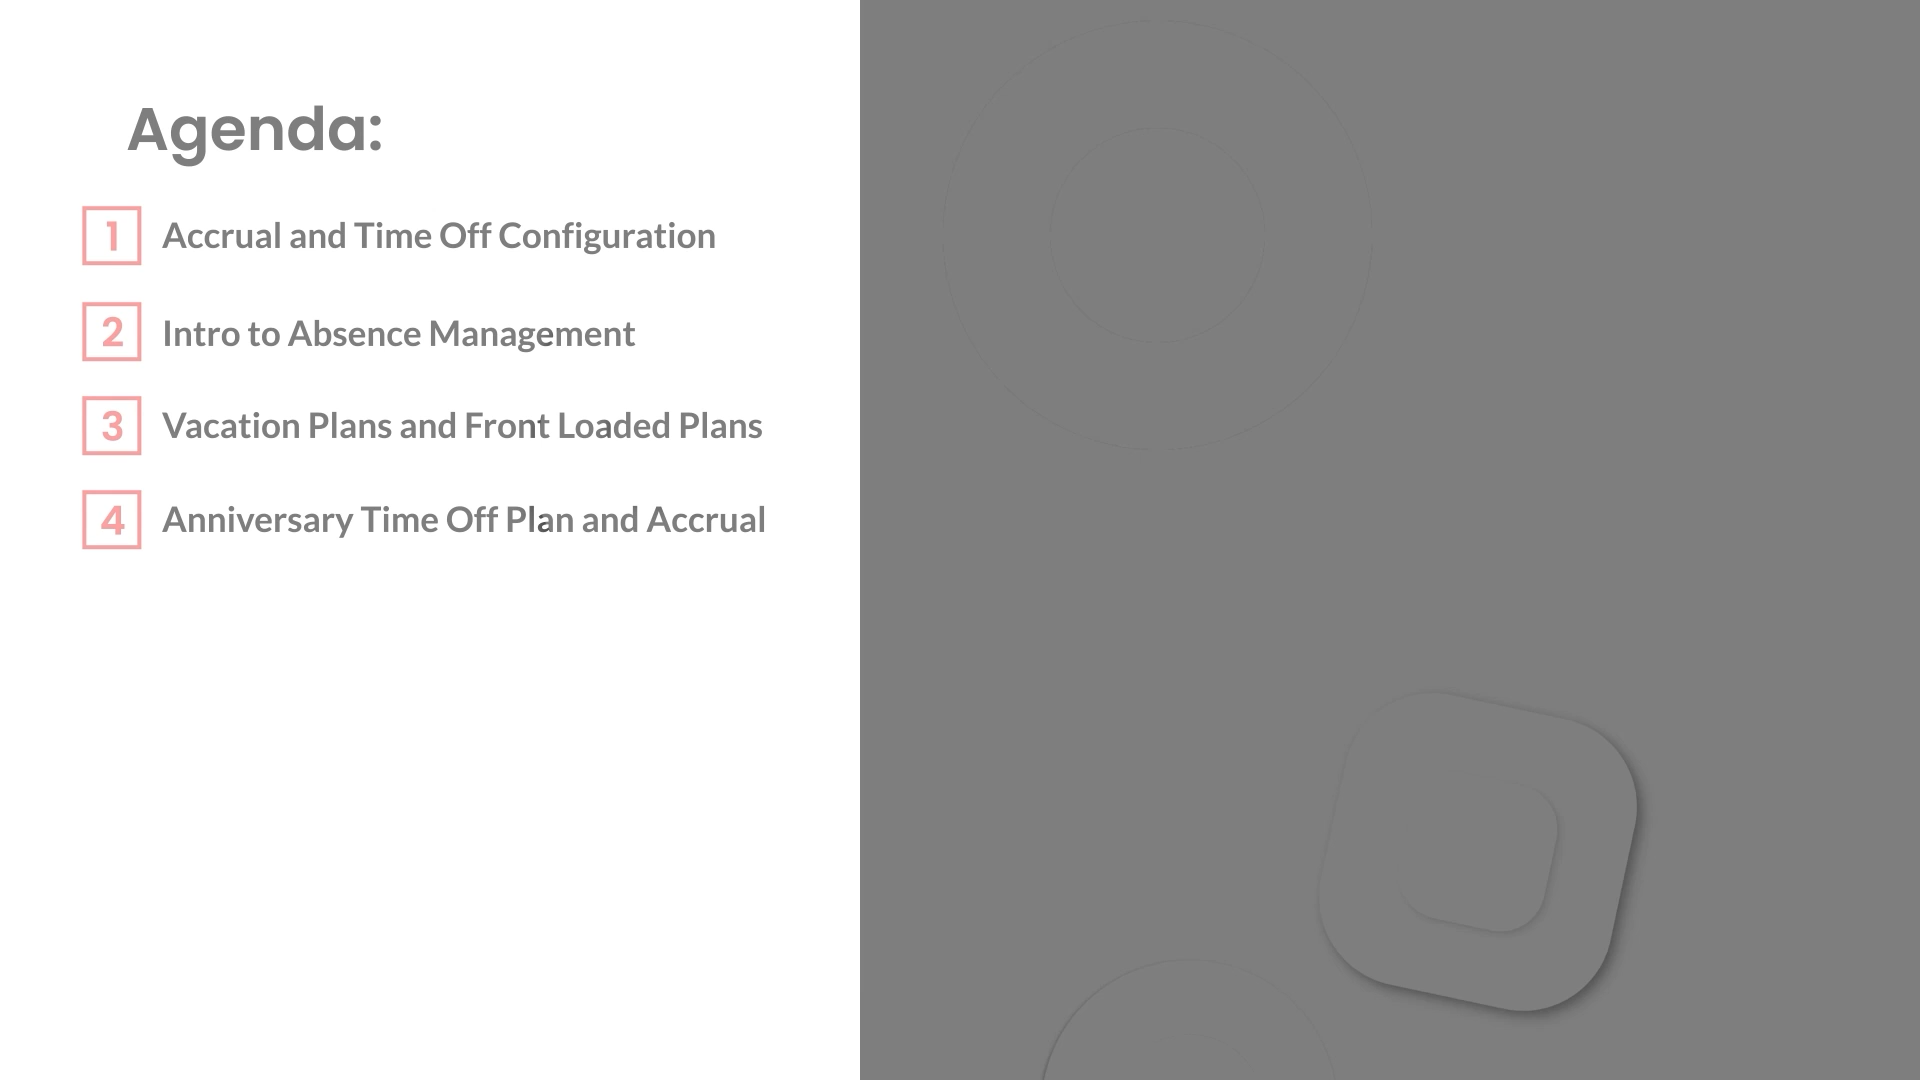 Agenda:
1 Accrual and Time Off Configuration
2 Intro to Absence Management
3 Vacation Plans and Front Loaded Plans
4 Anniversary Time Off Plan and Accrual